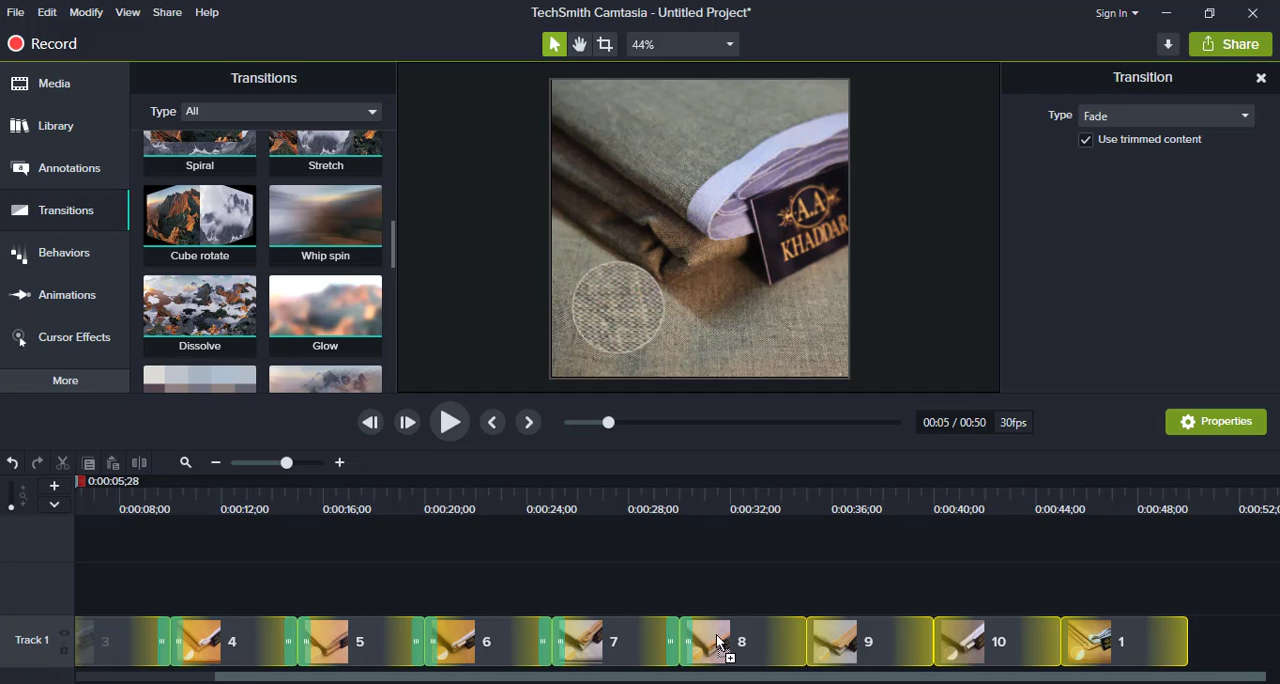 File Edit Modify View Share Help
TechSmith Camtasia - Untitled Project*
Sign In
Record
44%
Share
Media
Library
Annotations
Transitions
Behaviors
Animations
Cursor Effects
More
Transitions
Type All
Spiral Stretch
Cube rotate Whip spin
Dissolve Glow
A.A
KHADDAR
Transition
Type Fade
Use trimmed content
00:05 / 00:50 30fps
Properties
0:00:05;28
0:00:08;00 0:00:12;00 0:00:16;00 0:00:20;00 0:00:24;00 0:00:28;00 0:00:32;00 0:00:36;00 0:00:40;00 0:00:44;00 0:00:48;00 0:00:52;
Track 1 3 4 5 6 7 8 9 10 1